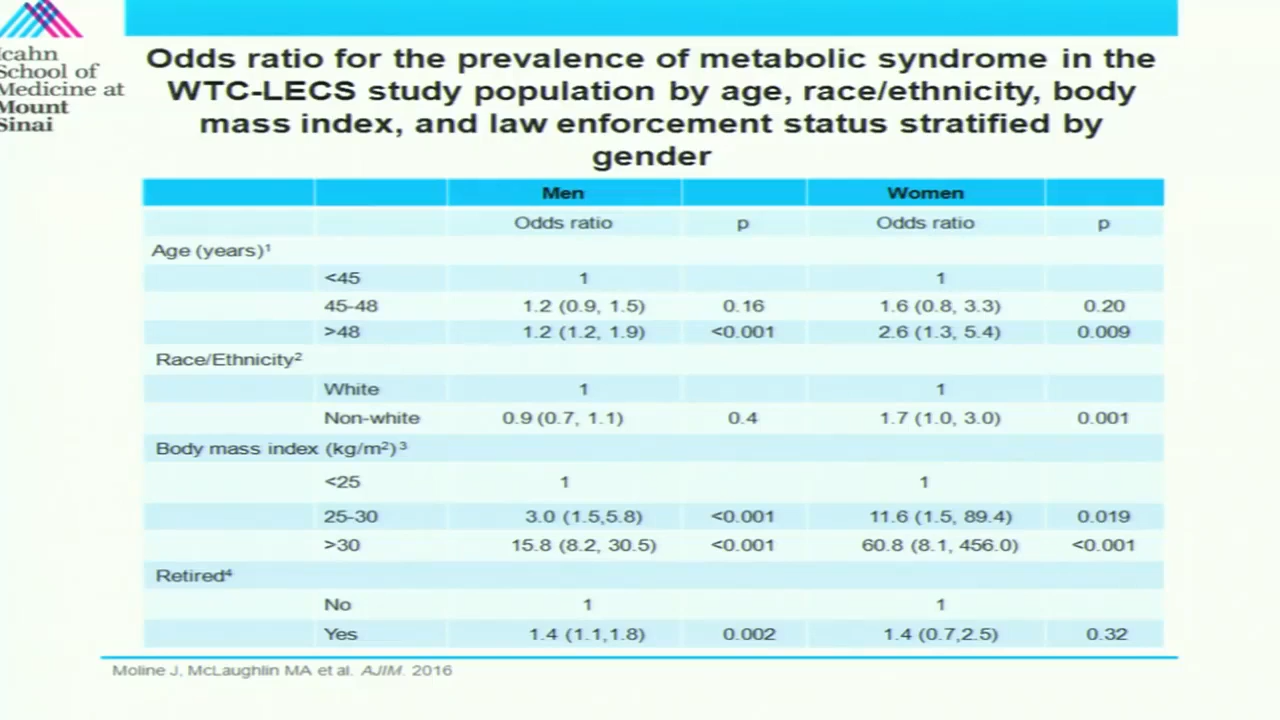 Icahn
School of
Medicine at
Mount
Sinai
Odds ratio for the prevalence of metabolic syndrome in the
WTC-LECS study population by age, race/ethnicity, body
mass index, and law enforcement status stratified by
gender
Men Women
Odds ratio p Odds ratio p
Age (years)¹
<45 1 1
45-48 1.2 (0.9, 1.5) 0.16 1.6 (0.8, 3.3) 0.20
>48 1.2 (1.2, 1.9) <0.001 2.6 (1.3, 5.4) 0.009
Race/Ethnicity²
White 1 1
Non-white 0.9 (0.7, 1.1) 0.4 1.7 (1.0, 3.0) 0.001
Body mass index (kg/m²)³
<25 1 1
25-30 3.0 (1.5,5.8) <0.001 11.6 (1.5, 89.4) 0.019
>30 15.8 (8.2, 30.5) <0.001 60.8 (8.1, 456.0) <0.001
Retired⁴
No 1 1
Yes 1.4 (1.1,1.8) 0.002 1.4 (0.7,2.5) 0.32
Moline J, McLaughlin MA et al. AJIM. 2016